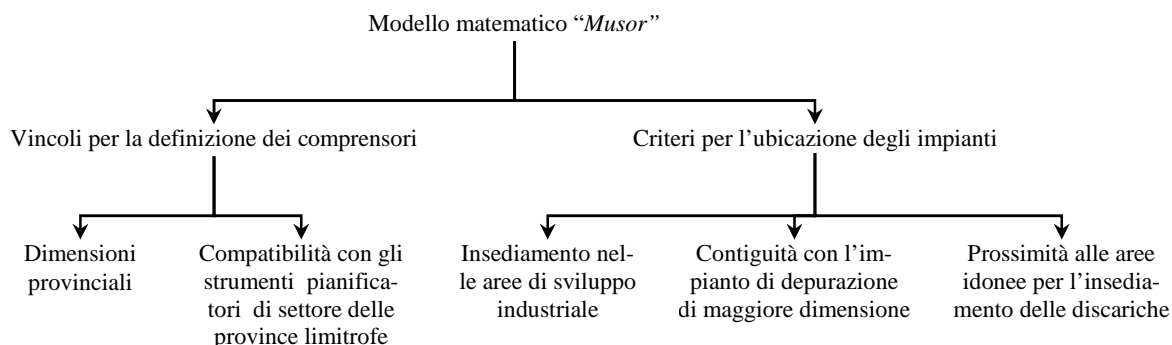 Modello matematico “Musor”
Vincoli per la definizione dei comprensori
Criteri per l’ubicazione degli impianti
Dimensioni
provinciali
Compatibilità con gli
strumenti pianifica-
tori di settore delle
province limitrofe
Insediamento nel-
le aree di sviluppo
industriale
Contiguità con l’im-
pianto di depurazione
di maggiore dimensione
Prossimità alle aree
idonee per l’insedia-
mento delle discariche